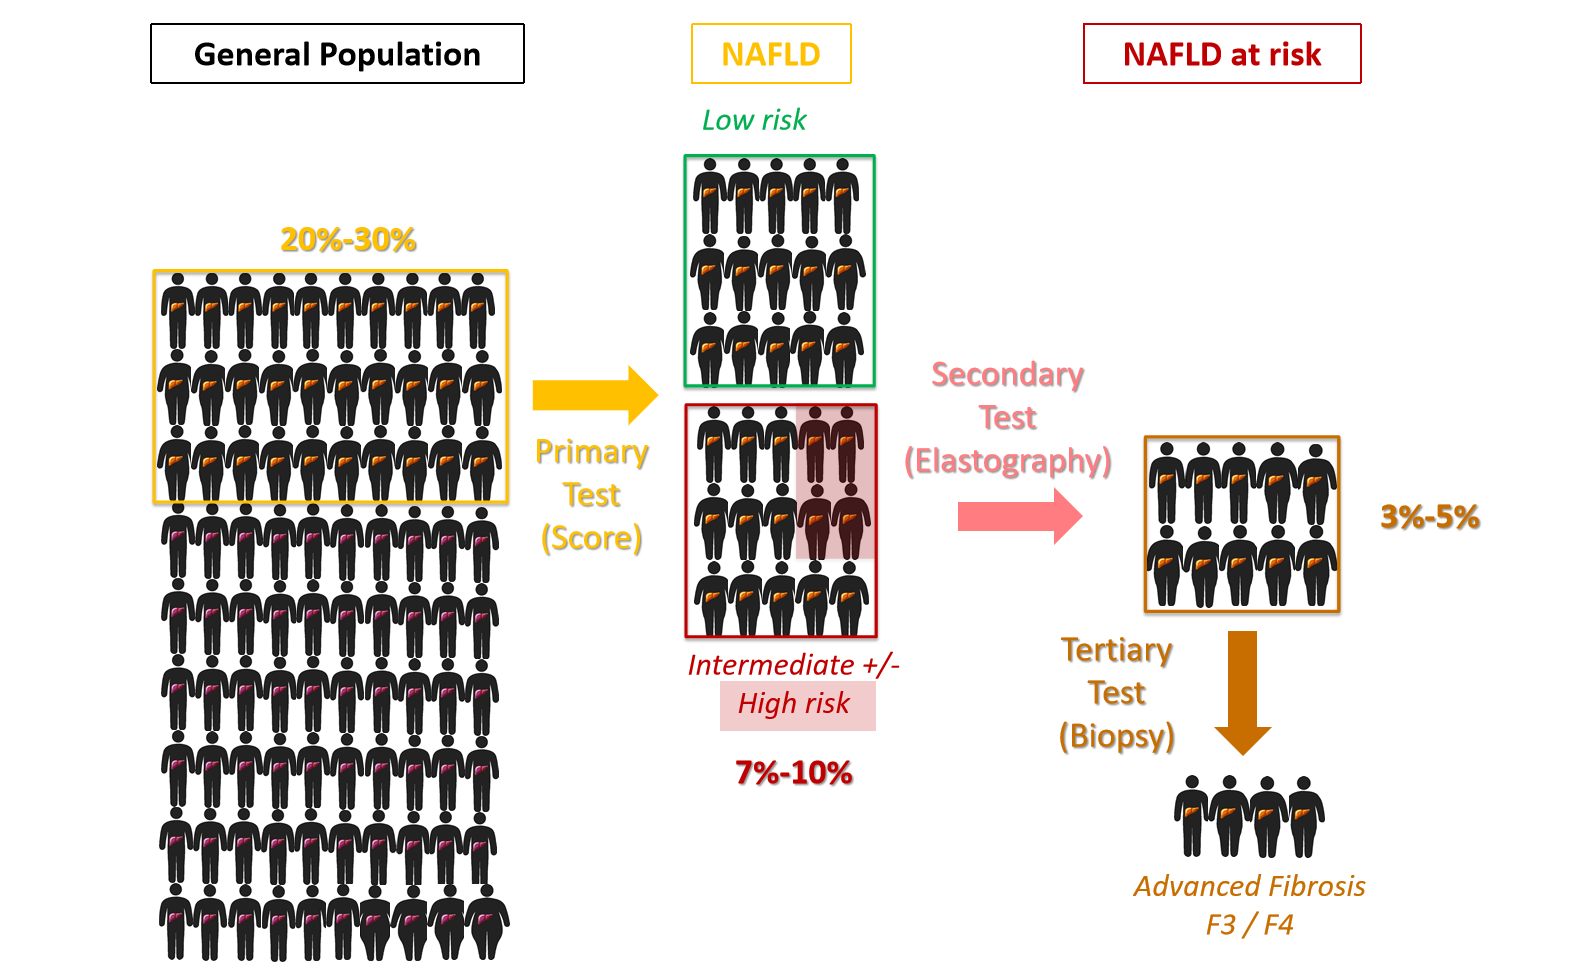 General Population
NAFLD
NAFLD at risk
Low risk
20%-30%
Primary
Test
(Score)
Intermediate +/-
High risk
7%-10%
Secondary
Test
(Elastography)
3%-5%
Tertiary
Test
(Biopsy)
Advanced Fibrosis
F3 / F4